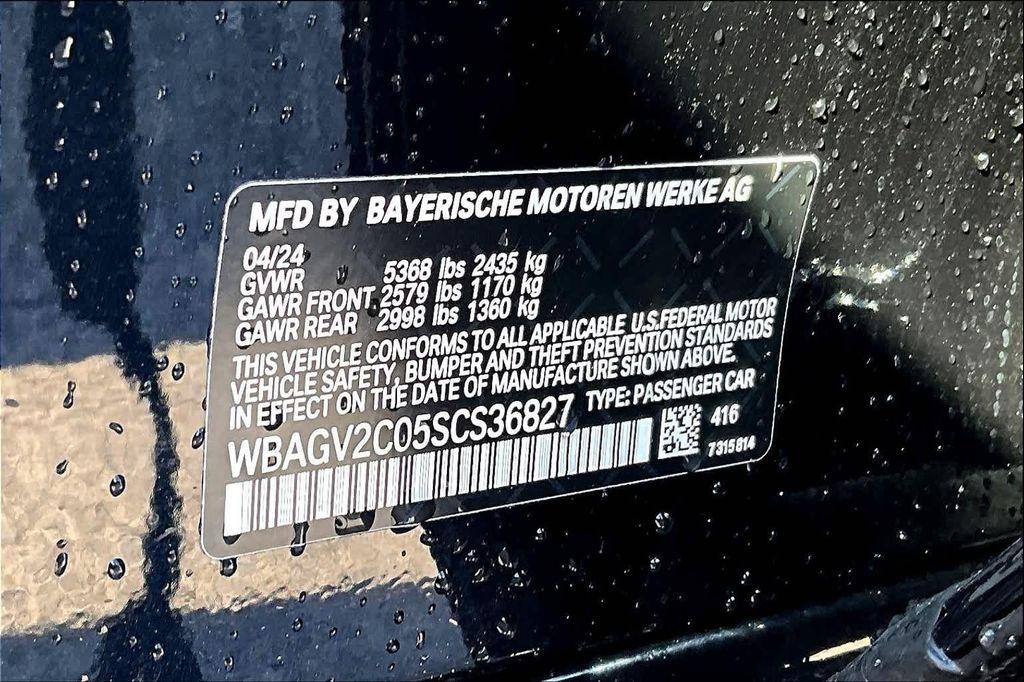 MFD BY BAYERISCHE MOTOREN WERKE AG
04/24
GVWR 5368 lbs 2435 kg
GAWR FRONT 2579 lbs 1170 kg
GAWR REAR 2998 lbs 1360 kg
THIS VEHICLE CONFORMS TO ALL APPLICABLE U.S.FEDERAL MOTOR
VEHICLE SAFETY, BUMPER AND THEFT PREVENTION STANDARDS
IN EFFECT ON THE DATE OF MANUFACTURE SHOWN ABOVE.
WBAGV2C05SCS36827 TYPE: PASSENGER CAR
416
7315814